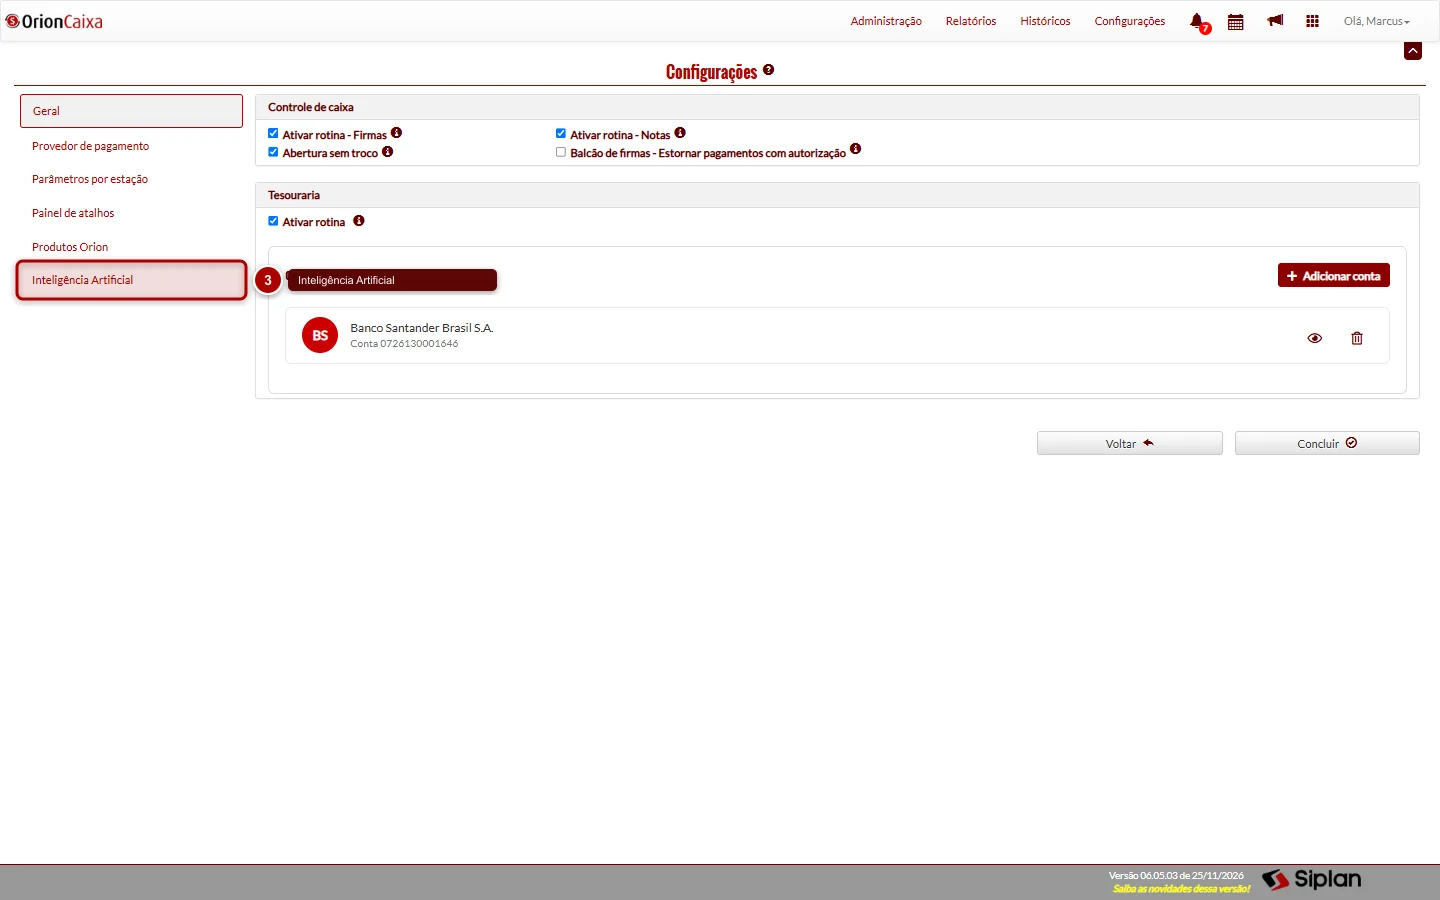 OrionCaixa
Administração
Relatórios
Históricos
Configurações
7
Olá, Marcus
Configurações
Geral
Provedor de pagamento
Parâmetros por estação
Painel de atalhos
Produtos Orion
Inteligência Artificial
Controle de caixa
Ativar rotina - Firmas
Ativar rotina - Notas
Abertura sem troco
Balcão de firmas - Estornar pagamentos com autorização
Tesouraria
Ativar rotina
3
Inteligência Artificial
Adicionar conta
BS
Banco Santander Brasil S.A.
Conta 0726130001646
Voltar
Concluir
Versão 06.05.03 de 25/11/2026
Saiba as novidades dessa versão!
Siplan